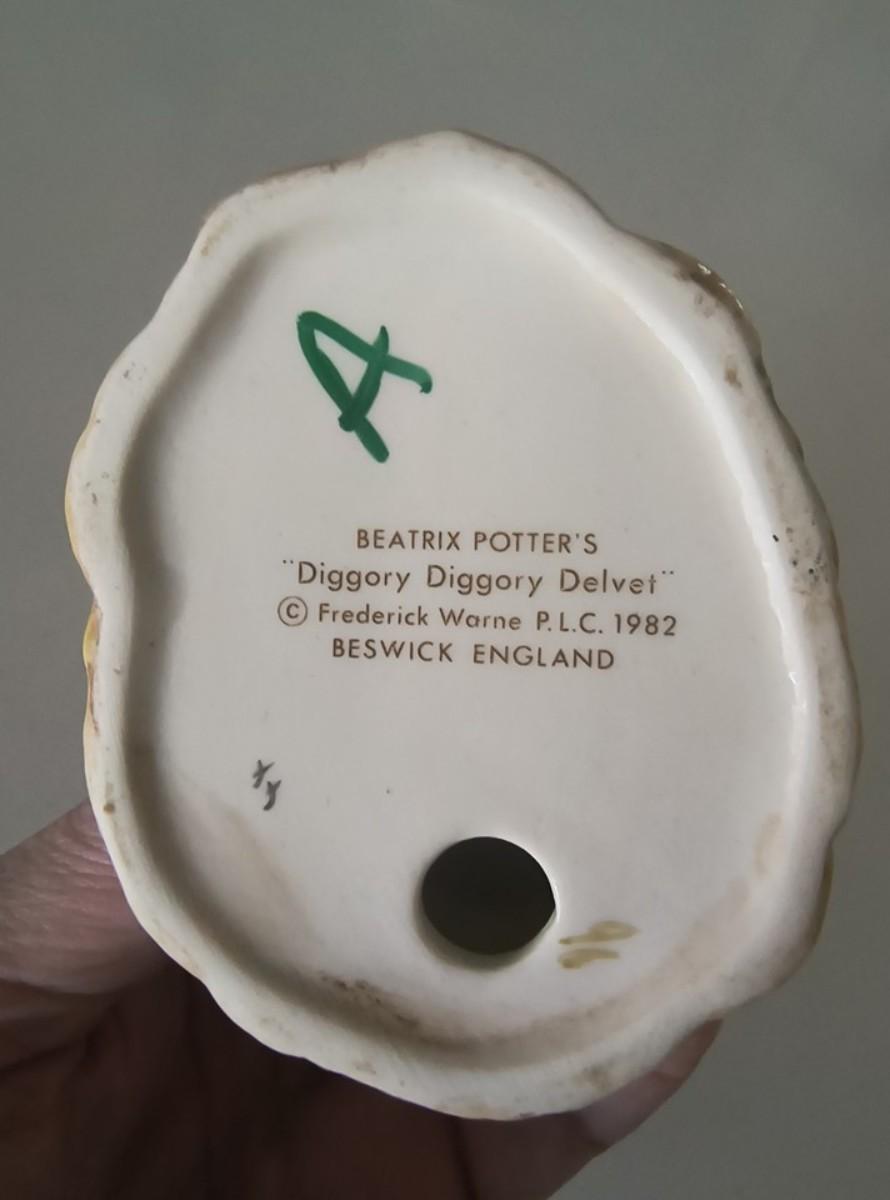 A
BEATRIX POTTER'S
"Diggory Diggory Delvet"
© Frederick Warne P.L.C. 1982
BESWICK ENGLAND